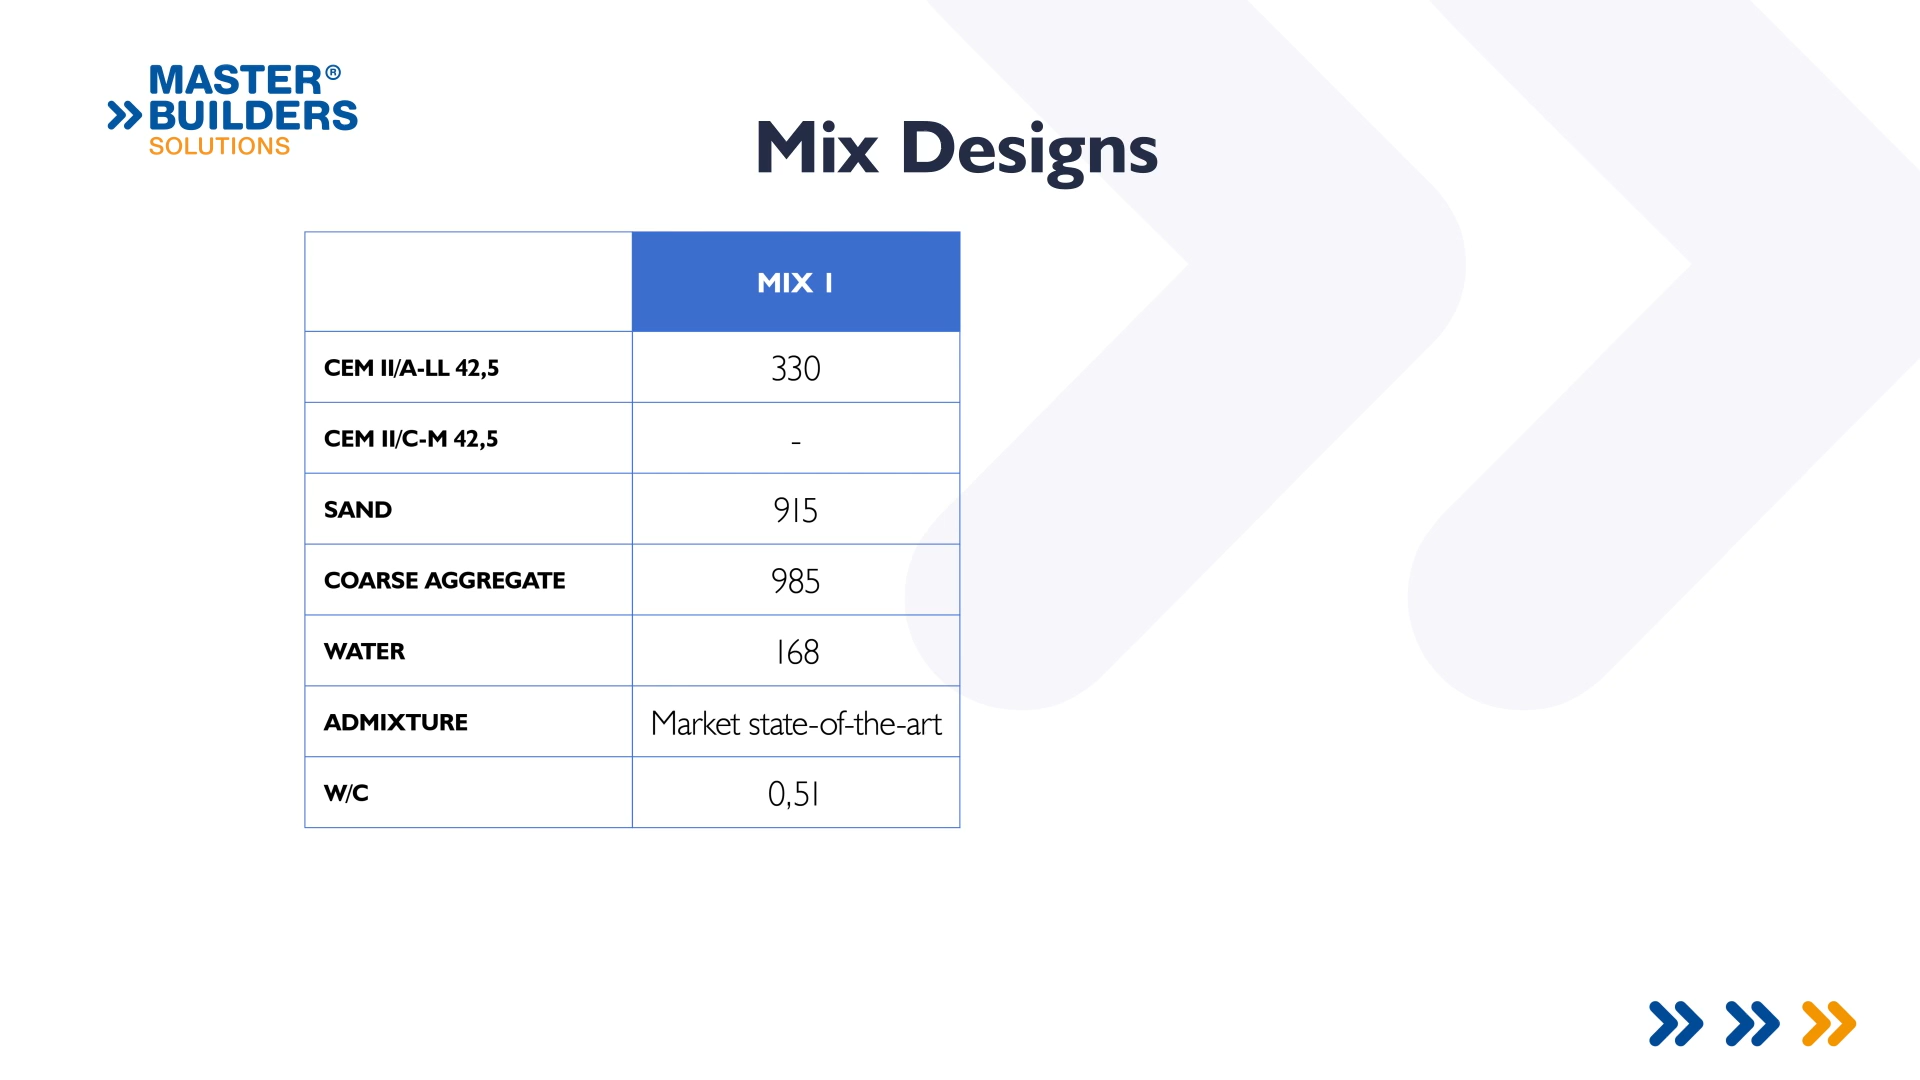 MASTER®
BUILDERS
SOLUTIONS
Mix Designs
MIX 1
CEM II/A-LL 42,5 330
CEM II/C-M 42,5 -
SAND 915
COARSE AGGREGATE 985
WATER 168
ADMIXTURE Market state-of-the-art
W/C 0,51